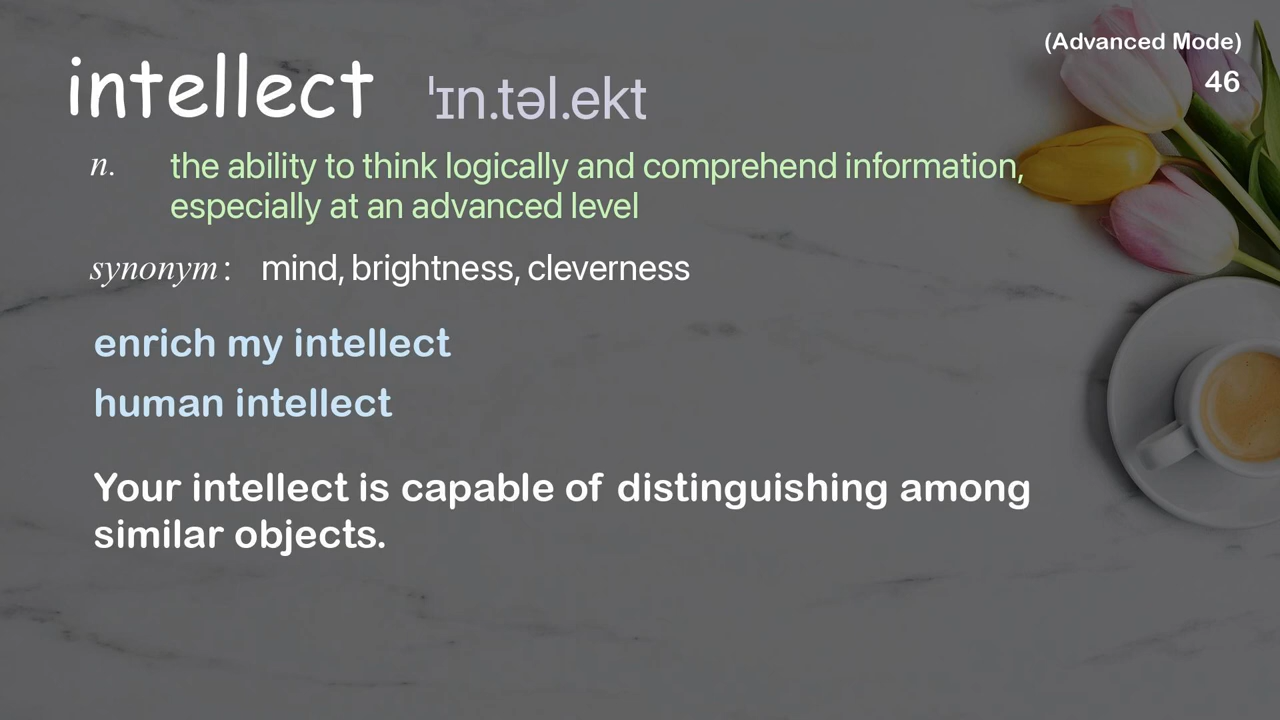 (Advanced Mode)
46
intellect ˈɪn.təl.ekt
n. the ability to think logically and comprehend information,
especially at an advanced level
synonym: mind, brightness, cleverness
enrich my intellect
human intellect
Your intellect is capable of distinguishing among
similar objects.